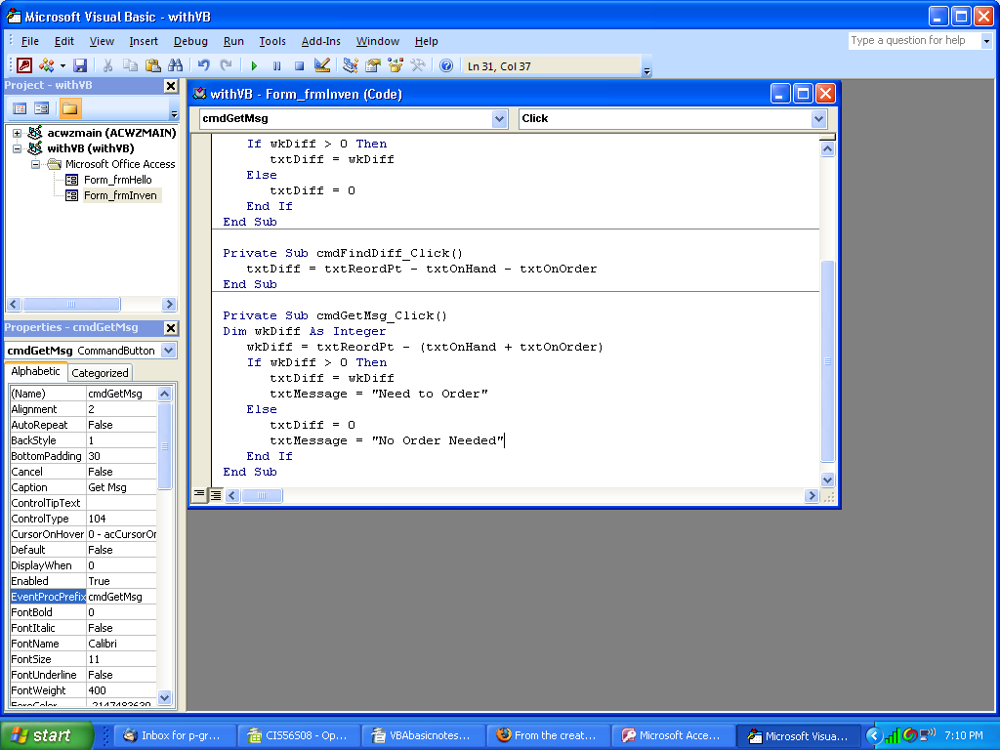 Microsoft Visual Basic - withVB
File Edit View Insert Debug Run Tools Add-Ins Window Help
Type a question for help
Ln 31, Col 37
Project - withVB
acwzmain (ACWZMAIN)
withVB (withVB)
Microsoft Office Access
Form_frmHello
Form_frmInven
Properties - cmdGetMsg
cmdGetMsg CommandButton
Alphabetic Categorized
(Name) cmdGetMsg
Alignment 2
AutoRepeat False
BackStyle 1
BottomPadding 30
Cancel False
Caption Get Msg
ControlTipText
ControlType 104
CursorOnHover 0 - acCursorOr
Default False
DisplayWhen 0
Enabled True
EventProcPrefix cmdGetMsg
FontBold 0
FontItalic False
FontName Calibri
FontSize 11
FontUnderline False
FontWeight 400
ForeColor -2147483630
withVB - Form_frmInven (Code)
cmdGetMsg Click
If wkDiff > 0 Then
txtDiff = wkDiff
Else
txtDiff = 0
End If
End Sub
Private Sub cmdFindDiff_Click()
txtDiff = txtReordPt - txtOnHand - txtOnOrder
End Sub
Private Sub cmdGetMsg_Click()
Dim wkDiff As Integer
wkDiff = txtReordPt - (txtOnHand + txtOnOrder)
If wkDiff > 0 Then
txtDiff = wkDiff
txtMessage = "Need to Order"
Else
txtDiff = 0
txtMessage = "No Order Needed"
End If
End Sub
start Inbox for p-gr... CIS56S08 - Op... VBAbasicnotes... From the creat... Microsoft Acce... Microsoft Visua... 7:10 PM